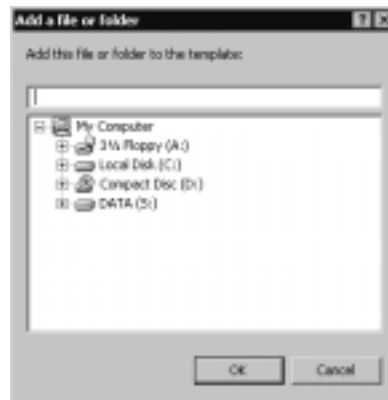 Add a file or folder
Add this file or folder to the template:
My Computer
3½ Floppy (A:)
Local Disk (C:)
Compact Disc (D:)
DATA (S:)
OK Cancel